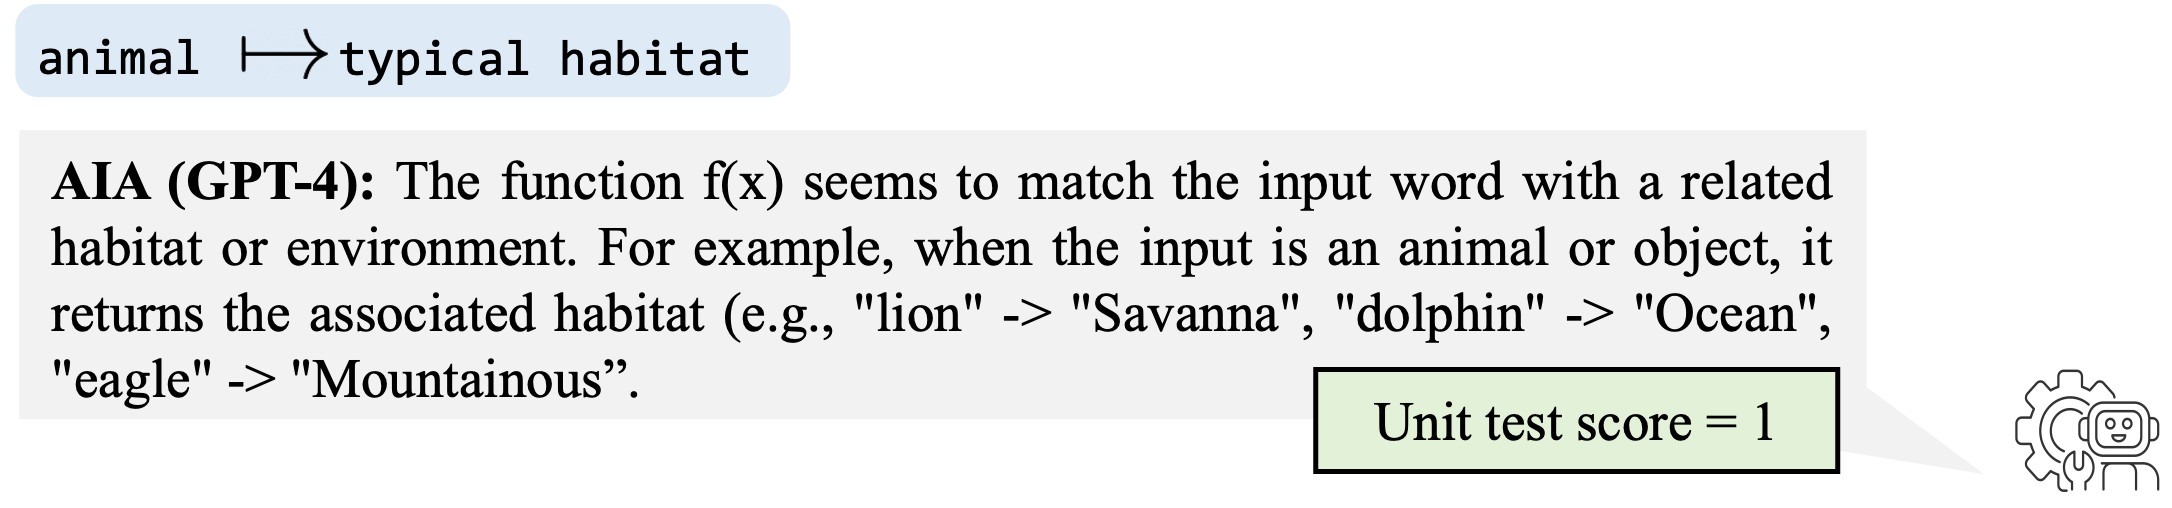 animal ⟼ typical habitat
AIA (GPT-4): The function f(x) seems to match the input word with a related
habitat or environment. For example, when the input is an animal or object, it
returns the associated habitat (e.g., "lion" -> "Savanna", "dolphin" -> "Ocean",
"eagle" -> "Mountainous”.
Unit test score = 1